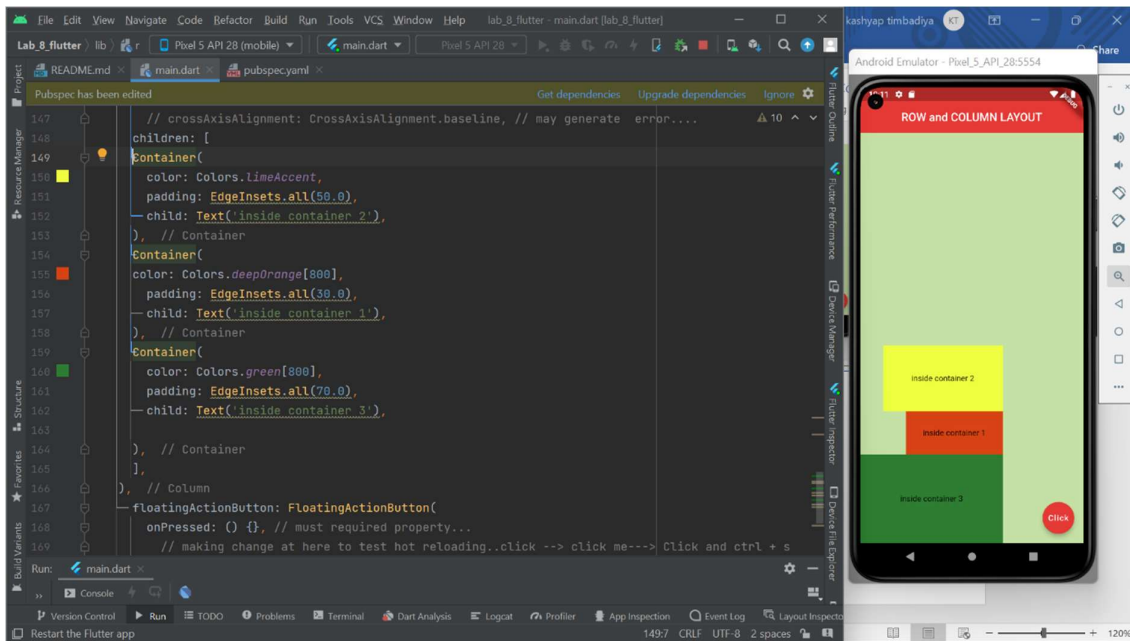 File Edit View Navigate Code Refactor Build Run Tools VCS Window Help lab_8_flutter - main.dart [lab_8_flutter]
Lab_8_flutter lib r Pixel 5 API 28 (mobile) main.dart Pixel 5 API 28
README.md main.dart pubspec.yaml
Pubspec has been edited Get dependencies Upgrade dependencies Ignore
147 // crossAxisAlignment: CrossAxisAlignment.baseline, // may generate error.... 10
148 children: [
149 Container(
150 color: Colors.limeAccent,
151 padding: EdgeInsets.all(50.0),
152 child: Text('inside container 2'),
153 ), // Container
154 Container(
155 color: Colors.deepOrange[800],
156 padding: EdgeInsets.all(30.0),
157 child: Text('inside container 1'),
158 ), // Container
159 Container(
160 color: Colors.green[800],
161 padding: EdgeInsets.all(70.0),
162 child: Text('inside container 3'),
163
164 ), // Container
165 ],
166 ), // Column
167 floatingActionButton: FloatingActionButton(
168 onPressed: () {}, // must required property...
169 // making change at here to test hot reloading..click --> click me---> Click and ctrl + s
Run: main.dart
Console
Version Control Run TODO Problems Terminal Dart Analysis Logcat Profiler App Inspection Event Log Layout Inspecto
Restart the Flutter app 149:7 CRLF UTF-8 2 spaces
Project
Resource Manager
Structure
Favorites
Build Variants
Flutter Outline
Flutter Performance
Device Manager
Flutter Inspector
Device File Explorer
kashyap timbadiya KT
Share
Android Emulator - Pixel_5_API_28:5554
ROW and COLUMN LAYOUT
inside container 2
inside container 1
inside container 3
Click
120%